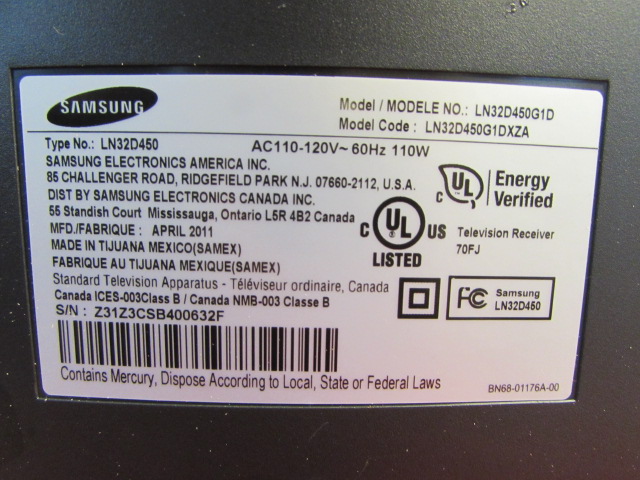 SAMSUNG
Model / MODELE NO.: LN32D450G1D
Model Code : LN32D450G1DXZA
Type No.: LN32D450
AC110-120V~ 60Hz 110W
SAMSUNG ELECTRONICS AMERICA INC.
85 CHALLENGER ROAD, RIDGEFIELD PARK N.J. 07660-2112, U.S.A.
DIST BY SAMSUNG ELECTRONICS CANADA INC.
55 Standish Court Mississauga, Ontario L5R 4B2 Canada
MFD./FABRIQUE : APRIL 2011
MADE IN TIJUANA MEXICO(SAMEX)
FABRIQUE AU TIJUANA MEXIQUE(SAMEX)
Standard Television Apparatus - Téléviseur ordinaire, Canada
Canada ICES-003Class B / Canada NMB-003 Classe B
S/N : Z31Z3CSB400632F
C UL Energy
Verified
C UL US
LISTED
Television Receiver
70FJ
FC Samsung
LN32D450
Contains Mercury, Dispose According to Local, State or Federal Laws
BN68-01176A-00